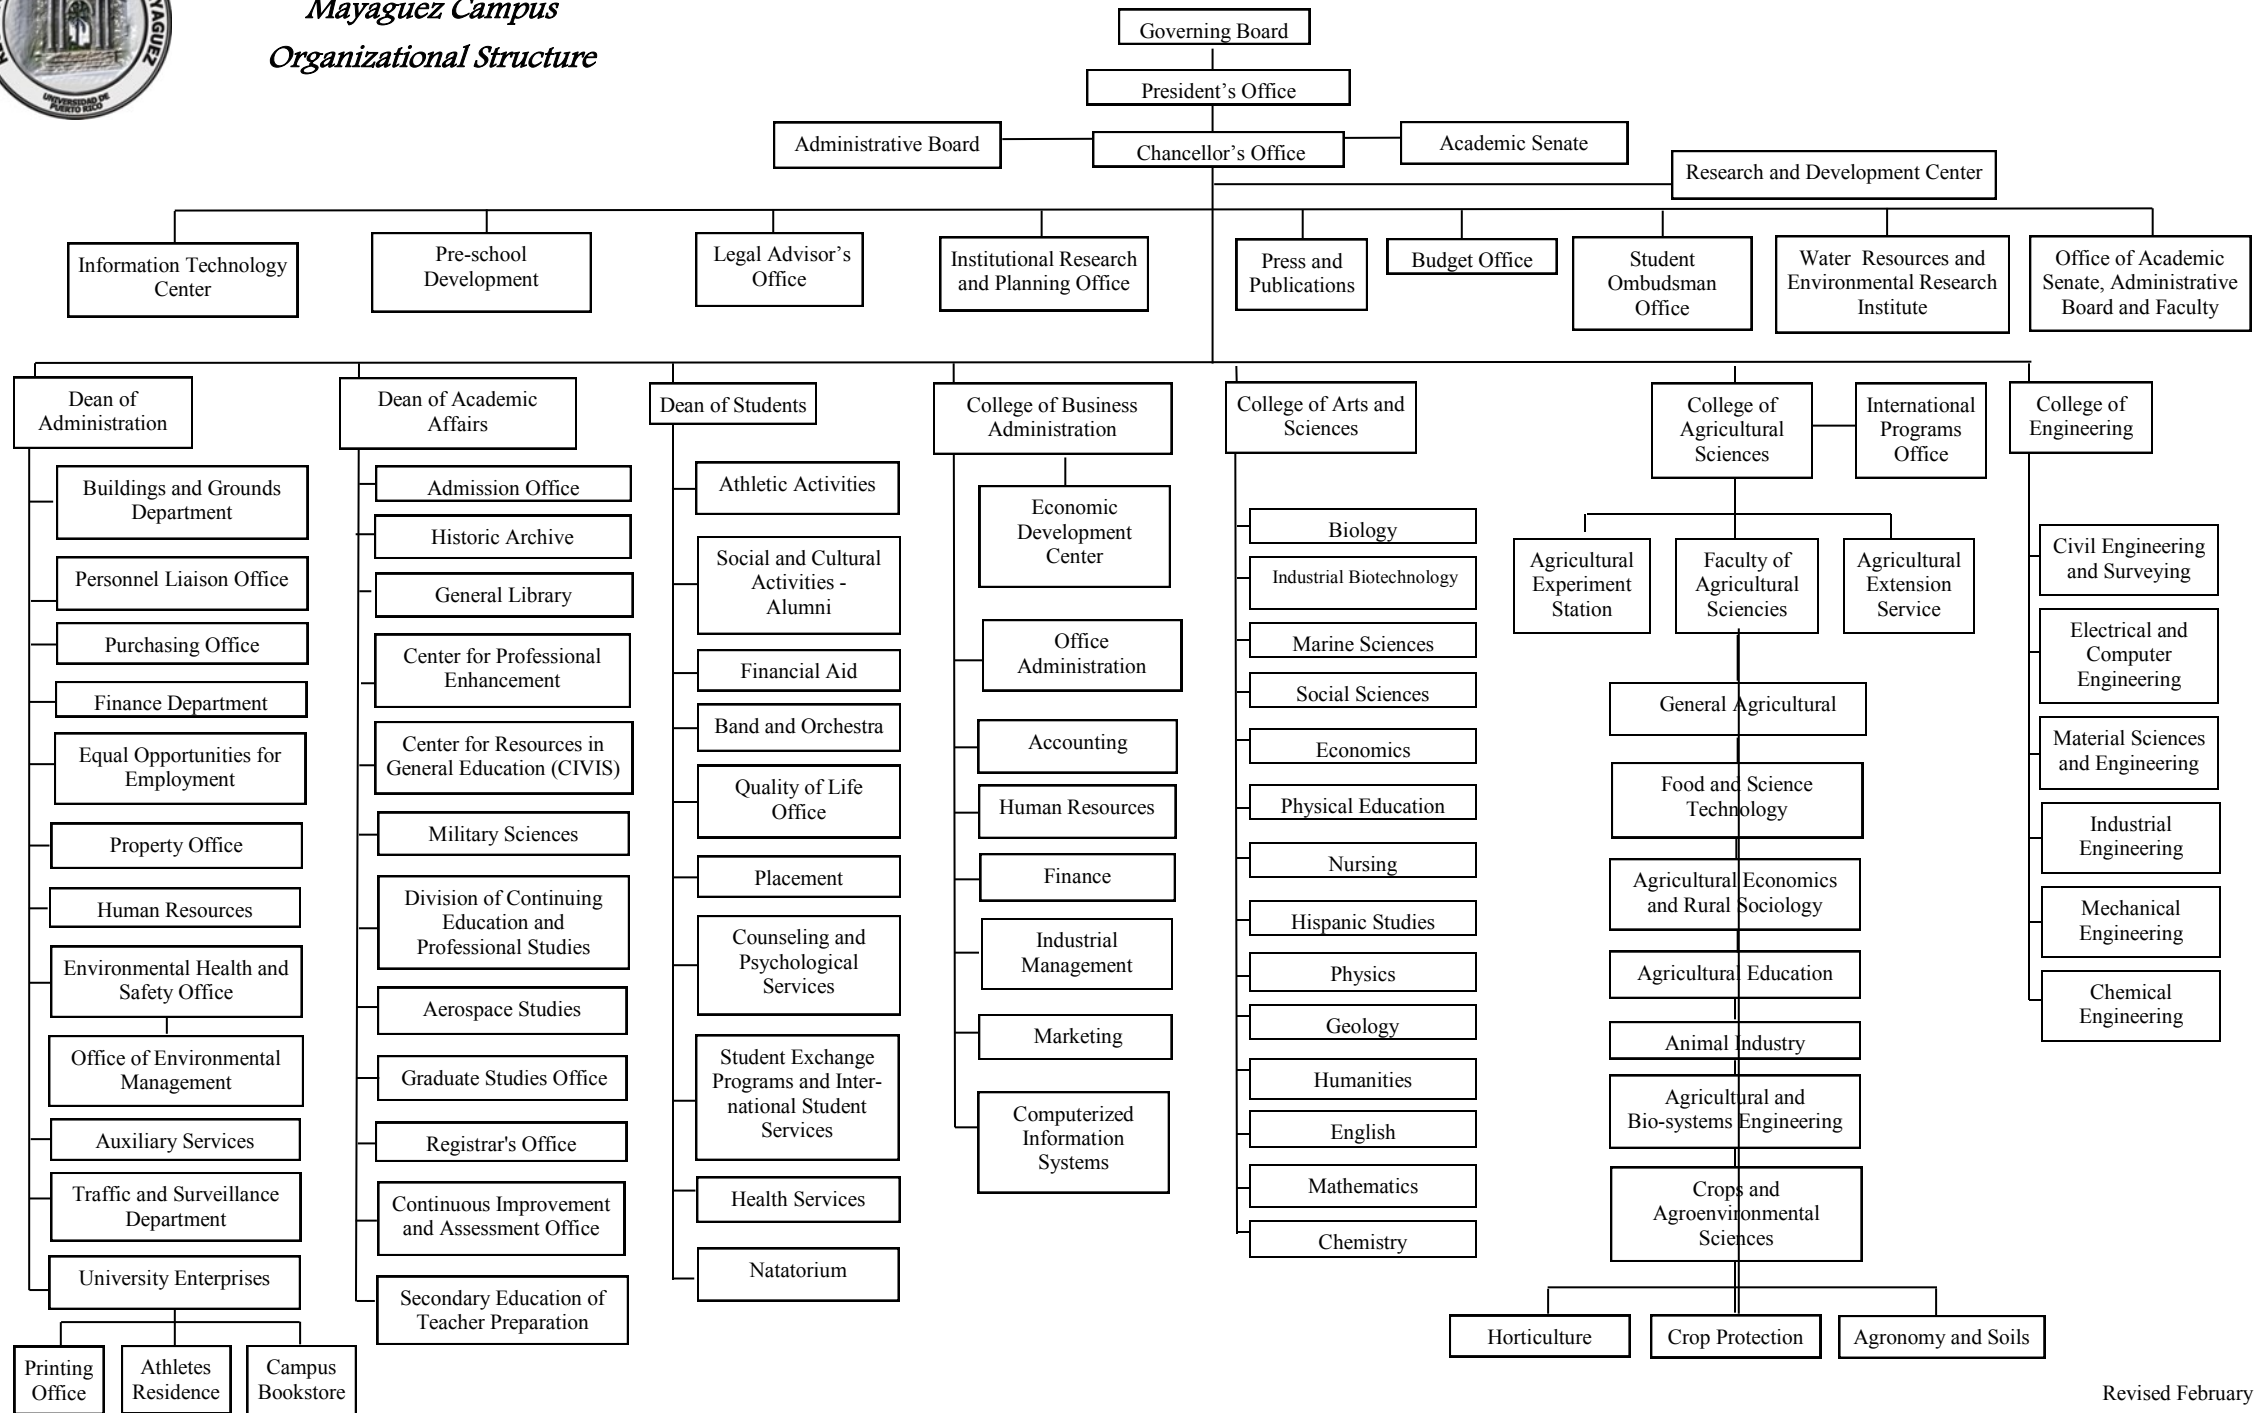 Mayaguez Campus
Organizational Structure
UNIVERSIDAD DE
PUERTO RICO
Governing Board
President's Office
Administrative Board
Chancellor's Office
Academic Senate
Research and Development Center
Information Technology
Center
Pre-school
Development
Legal Advisor's
Office
Institutional Research
and Planning Office
Press and
Publications
Budget Office
Student
Ombudsman
Office
Water Resources and
Environmental Research
Institute
Office of Academic
Senate, Administrative
Board and Faculty
Dean of
Administration
Buildings and Grounds
Department
Personnel Liaison Office
Purchasing Office
Finance Department
Equal Opportunities for
Employment
Property Office
Human Resources
Environmental Health and
Safety Office
Office of Environmental
Management
Auxiliary Services
Traffic and Surveillance
Department
University Enterprises
Printing
Office
Athletes
Residence
Campus
Bookstore
Dean of Academic
Affairs
Admission Office
Historic Archive
General Library
Center for Professional
Enhancement
Center for Resources in
General Education (CIVIS)
Military Sciences
Division of Continuing
Education and
Professional Studies
Aerospace Studies
Graduate Studies Office
Registrar's Office
Continuous Improvement
and Assessment Office
Secondary Education of
Teacher Preparation
Dean of Students
Athletic Activities
Social and Cultural
Activities -
Alumni
Financial Aid
Band and Orchestra
Quality of Life
Office
Placement
Counseling and
Psychological
Services
Student Exchange
Programs and Inter-
national Student
Services
Health Services
Natatorium
College of Business
Administration
Economic
Development
Center
Office
Administration
Accounting
Human Resources
Finance
Industrial
Management
Marketing
Computerized
Information
Systems
College of Arts and
Sciences
Biology
Industrial Biotechnology
Marine Sciences
Social Sciences
Economics
Physical Education
Nursing
Hispanic Studies
Physics
Geology
Humanities
English
Mathematics
Chemistry
College of
Agricultural
Sciences
International
Programs
Office
Agricultural
Experiment
Station
Faculty of
Agricultural
Sciencies
Agricultural
Extension
Service
General Agricultural
Food and Science
Technology
Agricultural Economics
and Rural Sociology
Agricultural Education
Animal Industry
Agricultural and
Bio-systems Engineering
Crops and
Agroenvironmental
Sciences
Horticulture
Crop Protection
Agronomy and Soils
College of
Engineering
Civil Engineering
and Surveying
Electrical and
Computer
Engineering
Material Sciences
and Engineering
Industrial
Engineering
Mechanical
Engineering
Chemical
Engineering
Revised February